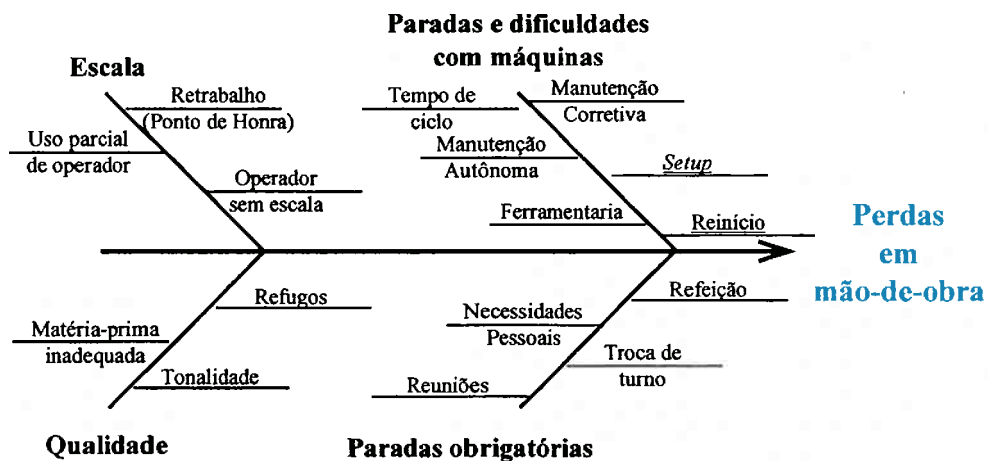 Paradas e dificuldades
com máquinas
Escala
Retrabalho
(Ponto de Honra)
Uso parcial
de operador
Operador
sem escala
Tempo de
ciclo
Manutenção
Corretiva
Manutenção
Autônoma
Setup
Ferramentaria
Reinício
Perdas
em
mão-de-obra
Refugos
Matéria-prima
inadequada
Tonalidade
Qualidade
Refeição
Necessidades
Pessoais
Troca de
turno
Reuniões
Paradas obrigatórias